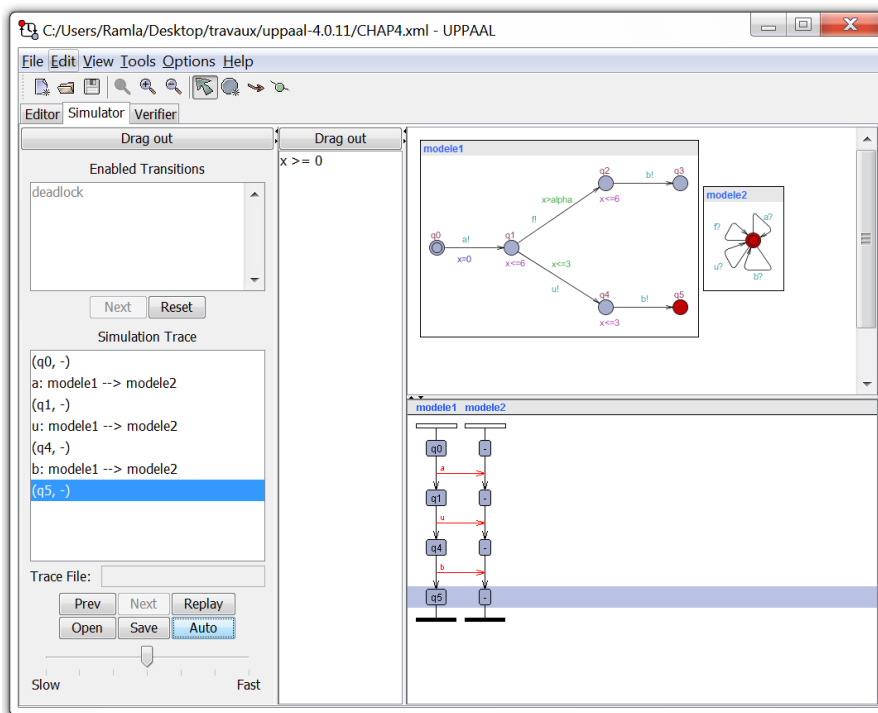 C:/Users/Ramla/Desktop/travaux/uppaal-4.0.11/CHAP4.xml - UPPAAL
File Edit View Tools Options Help
Editor Simulator Verifier
Drag out
Enabled Transitions
deadlock
Next Reset
Simulation Trace
(q0, -)
a: modele1 --> modele2
(q1, -)
u: modele1 --> modele2
(q4, -)
b: modele1 --> modele2
(q5, -)
Trace File:
Prev Next Replay
Open Save Auto
Slow Fast
Drag out
x >= 0
modele1
q2 b! q3
x>alpha x<=6
f!
q0 a! q1
x=0 x<=6 x<=3
u! q4 b! q5
x<=3
modele2
f? a?
u? b?
modele1 modele2
q0 -
a
q1 -
u
q4 -
b
q5 -